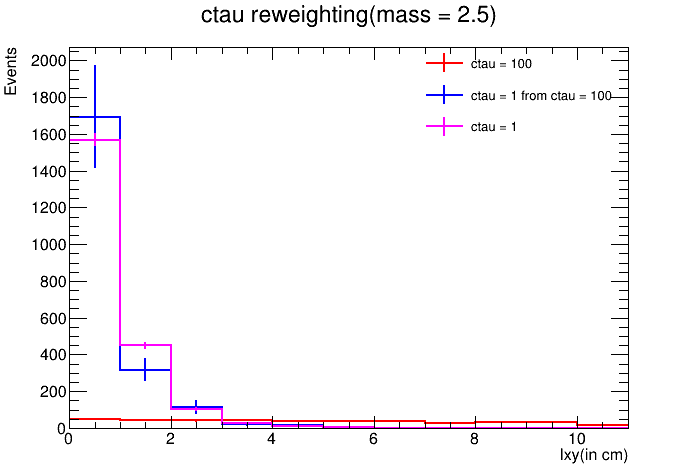 ctau reweighting(mass = 2.5)
Events
2000
1800
1600
1400
1200
1000
800
600
400
200
0
ctau = 100
ctau = 1 from ctau = 100
ctau = 1
0 2 4 6 8 10
lxy(in cm)